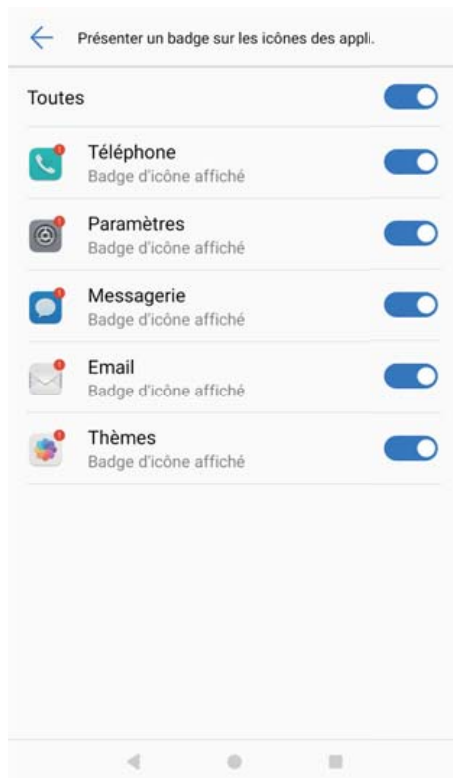 Présenter un badge sur les icônes des appli.
Toutes
Téléphone
Badge d'icône affiché
Paramètres
Badge d'icône affiché
Messagerie
Badge d'icône affiché
Email
Badge d'icône affiché
Thèmes
Badge d'icône affiché